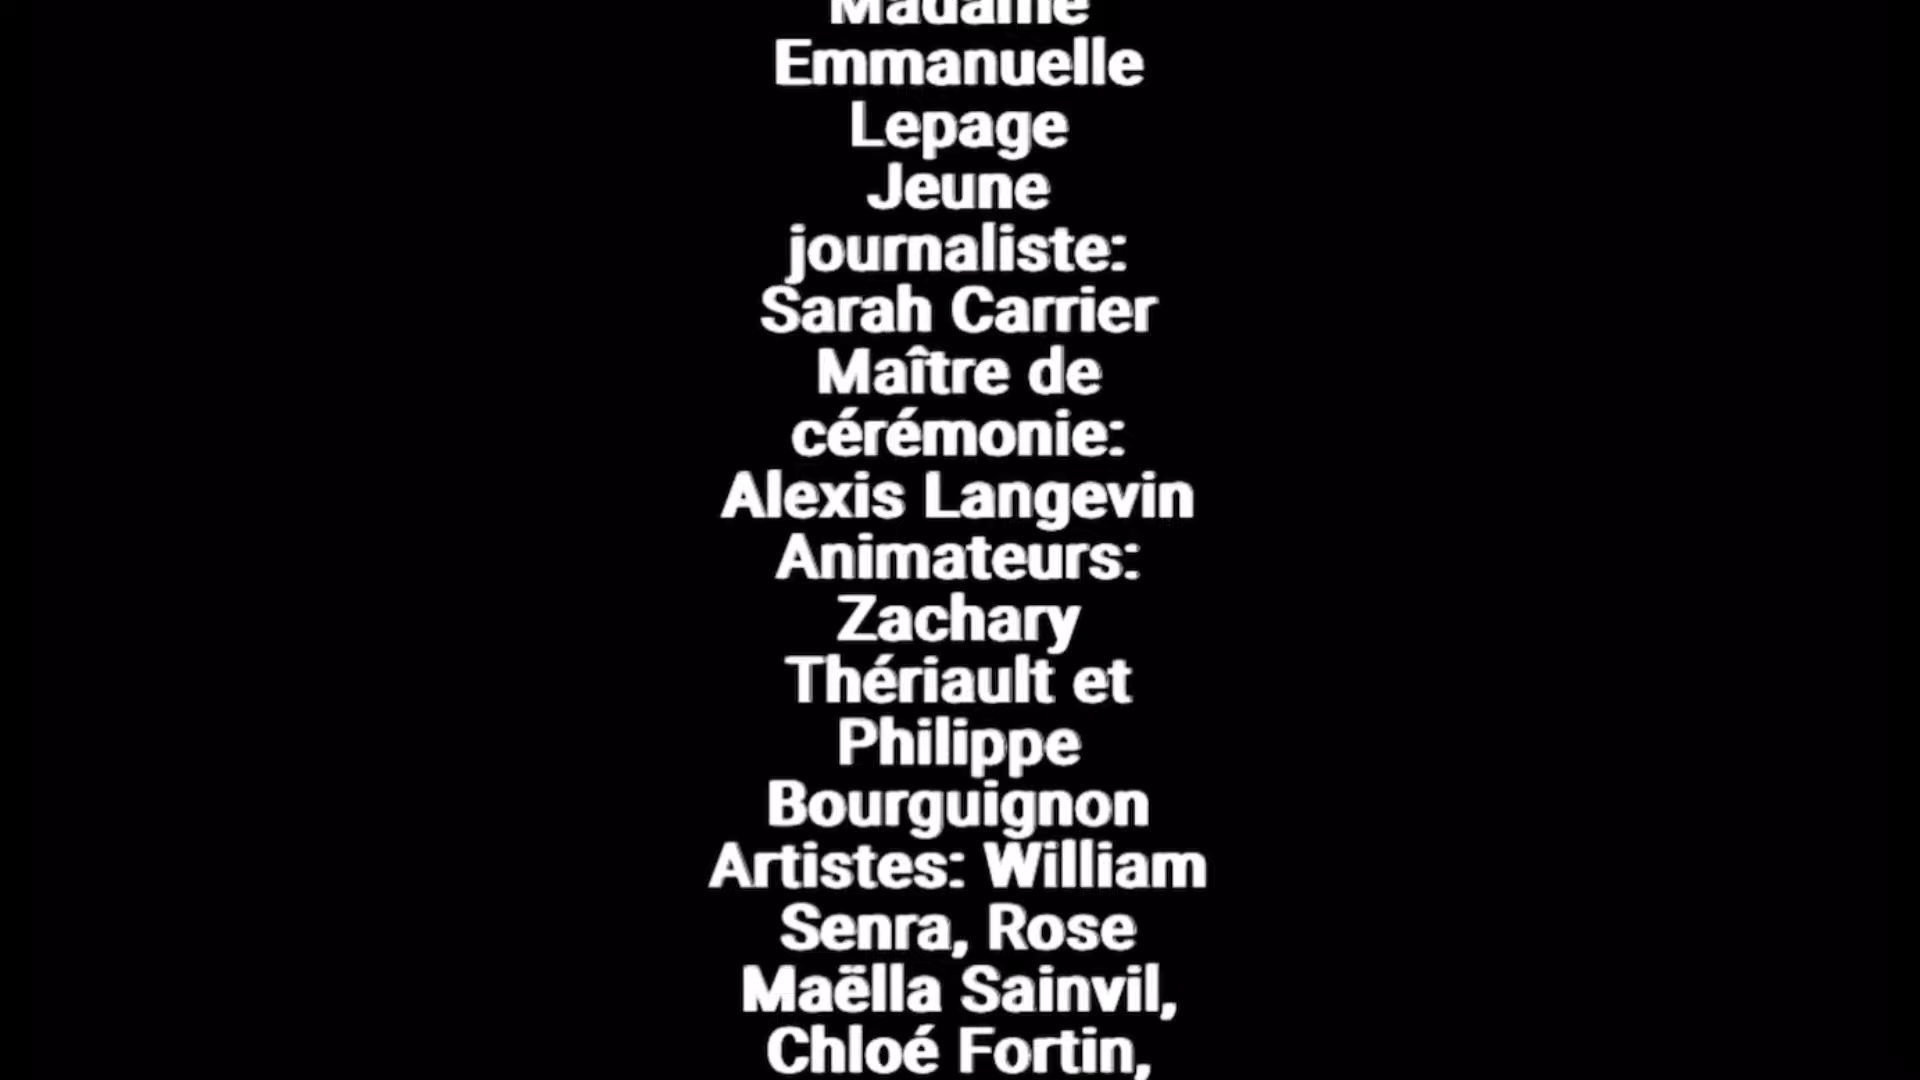 Madame
Emmanuelle
Lepage
Jeune
journaliste:
Sarah Carrier
Maître de
cérémonie:
Alexis Langevin
Animateurs:
Zachary
Thériault et
Philippe
Bourguignon
Artistes: William
Senra, Rose
Maëlla Sainvil,
Chloé Fortin,